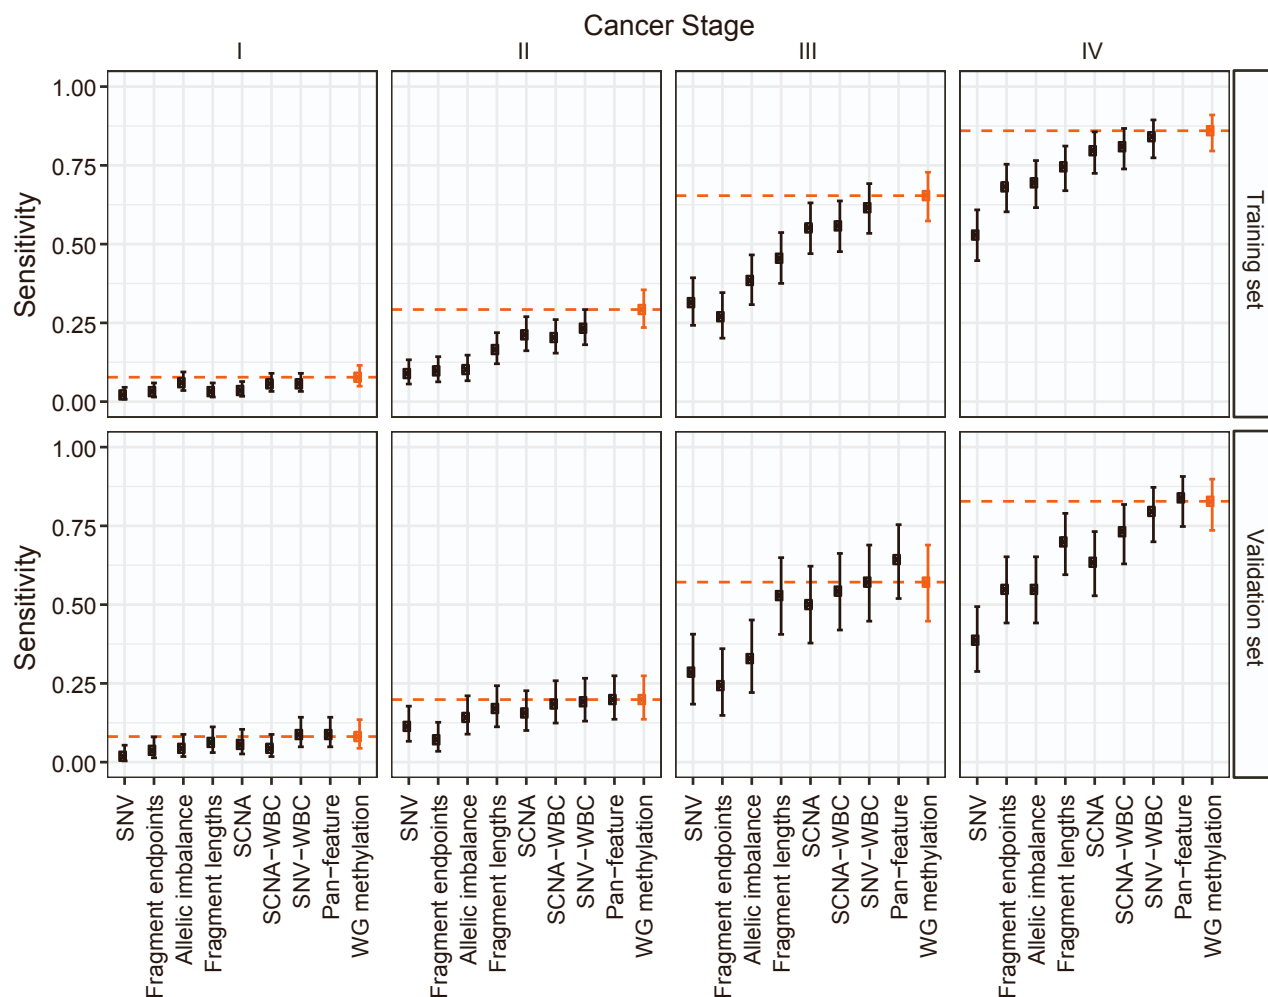 Cancer Stage
I II III IV
Sensitivity
1.00
0.75
0.50
0.25
0.00
Training set
Sensitivity
1.00
0.75
0.50
0.25
0.00
Validation set
SNV
Fragment endpoints
Allelic imbalance
Fragment lengths
SCNA
SCNA−WBC
SNV−WBC
Pan−feature
WG methylation
SNV
Fragment endpoints
Allelic imbalance
Fragment lengths
SCNA
SCNA−WBC
SNV−WBC
Pan−feature
WG methylation
SNV
Fragment endpoints
Allelic imbalance
Fragment lengths
SCNA
SCNA−WBC
SNV−WBC
Pan−feature
WG methylation
SNV
Fragment endpoints
Allelic imbalance
Fragment lengths
SCNA
SCNA−WBC
SNV−WBC
Pan−feature
WG methylation